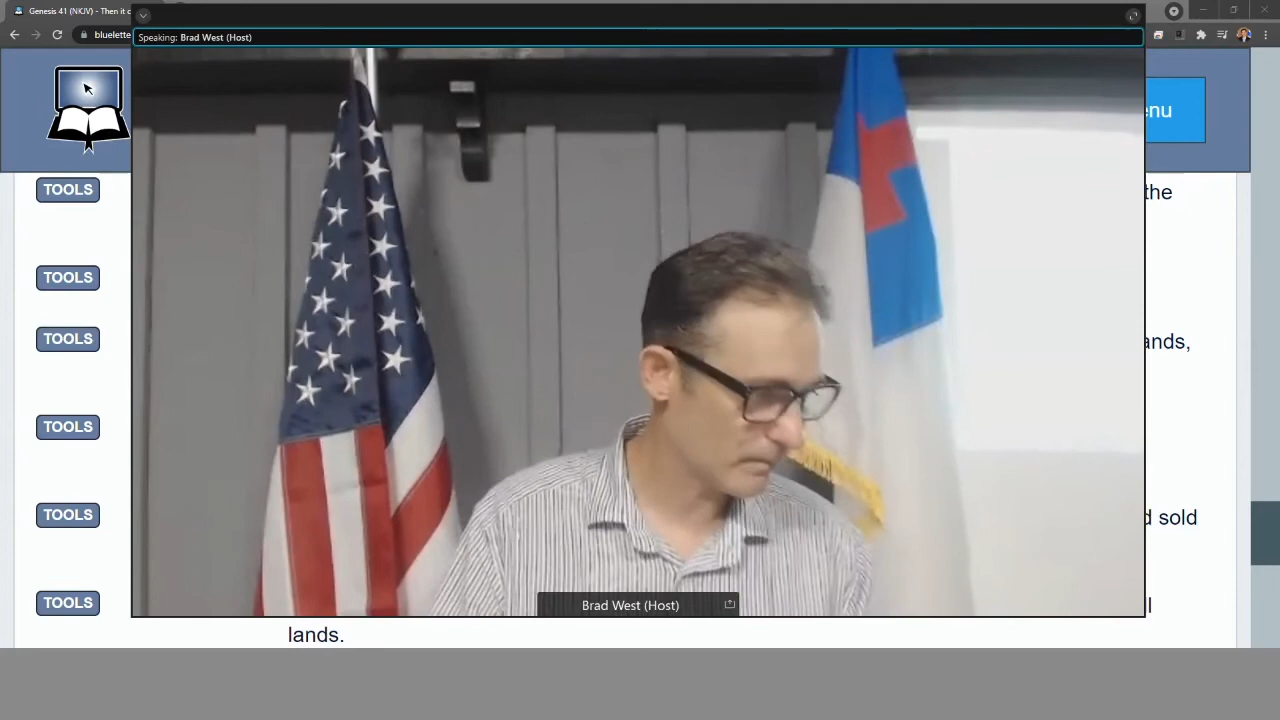 Genesis 41 (NKJV) - Then it c
bluelette
Speaking: Brad West (Host)
enu
TOOLS
the
TOOLS
TOOLS
ands,
TOOLS
TOOLS
d sold
TOOLS
ll
lands.
Brad West (Host)